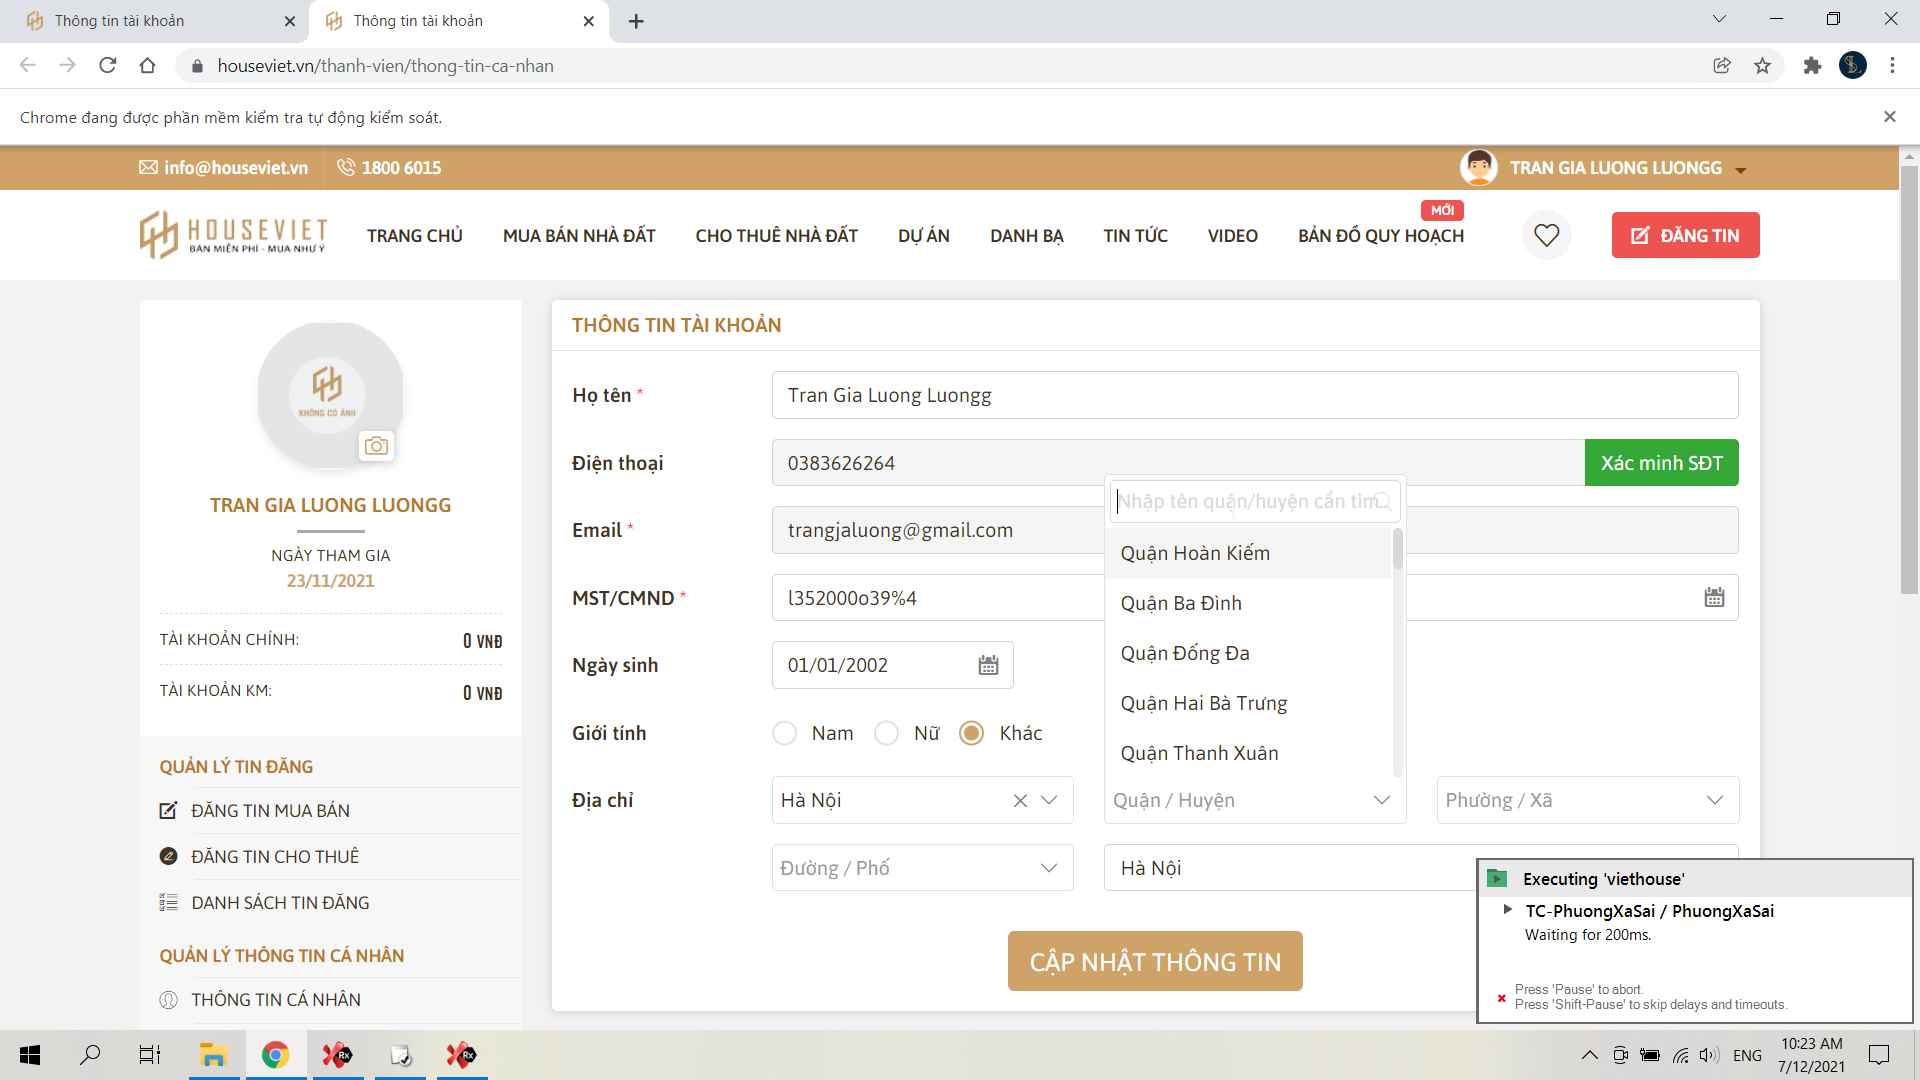 Thông tin tài khoản
Thông tin tài khoản
houseviet.vn/thanh-vien/thong-tin-ca-nhan
Chrome đang được phần mềm kiểm tra tự động kiểm soát.
info@houseviet.vn
1800 6015
TRAN GIA LUONG LUONGG
HOUSEVIET
BÁN MIỄN PHÍ - MUA NHƯ Ý
TRANG CHỦ
MUA BÁN NHÀ ĐẤT
CHO THUÊ NHÀ ĐẤT
DỰ ÁN
DANH BẠ
TIN TỨC
VIDEO
BẢN ĐỒ QUY HOẠCH
MỚI
ĐĂNG TIN
KHÔNG CÓ ẢNH
TRAN GIA LUONG LUONGG
NGÀY THAM GIA
23/11/2021
TÀI KHOẢN CHÍNH: 0 VNĐ
TÀI KHOẢN KM: 0 VNĐ
QUẢN LÝ TIN ĐĂNG
ĐĂNG TIN MUA BÁN
ĐĂNG TIN CHO THUÊ
DANH SÁCH TIN ĐĂNG
QUẢN LÝ THÔNG TIN CÁ NHÂN
THÔNG TIN CÁ NHÂN
THÔNG TIN TÀI KHOẢN
Họ tên * Tran Gia Luong Luongg
Điện thoại 0383626264 Xác minh SĐT
Email * trangjaluong@gmail.com
MST/CMND * l352000o39%4
Ngày sinh 01/01/2002
Giới tính Nam Nữ Khác
Nhập tên quận/huyện cần tìm
Quận Hoàn Kiếm
Quận Ba Đình
Quận Đống Đa
Quận Hai Bà Trưng
Quận Thanh Xuân
Địa chỉ Hà Nội Quận / Huyện Phường / Xã
Đường / Phố Hà Nội
CẬP NHẬT THÔNG TIN
Executing 'viethouse'
TC-PhuongXaSai / PhuongXaSai
Waiting for 200ms.
Press 'Pause' to abort.
Press 'Shift-Pause' to skip delays and timeouts.
Rx
Rx
ENG
10:23 AM
7/12/2021